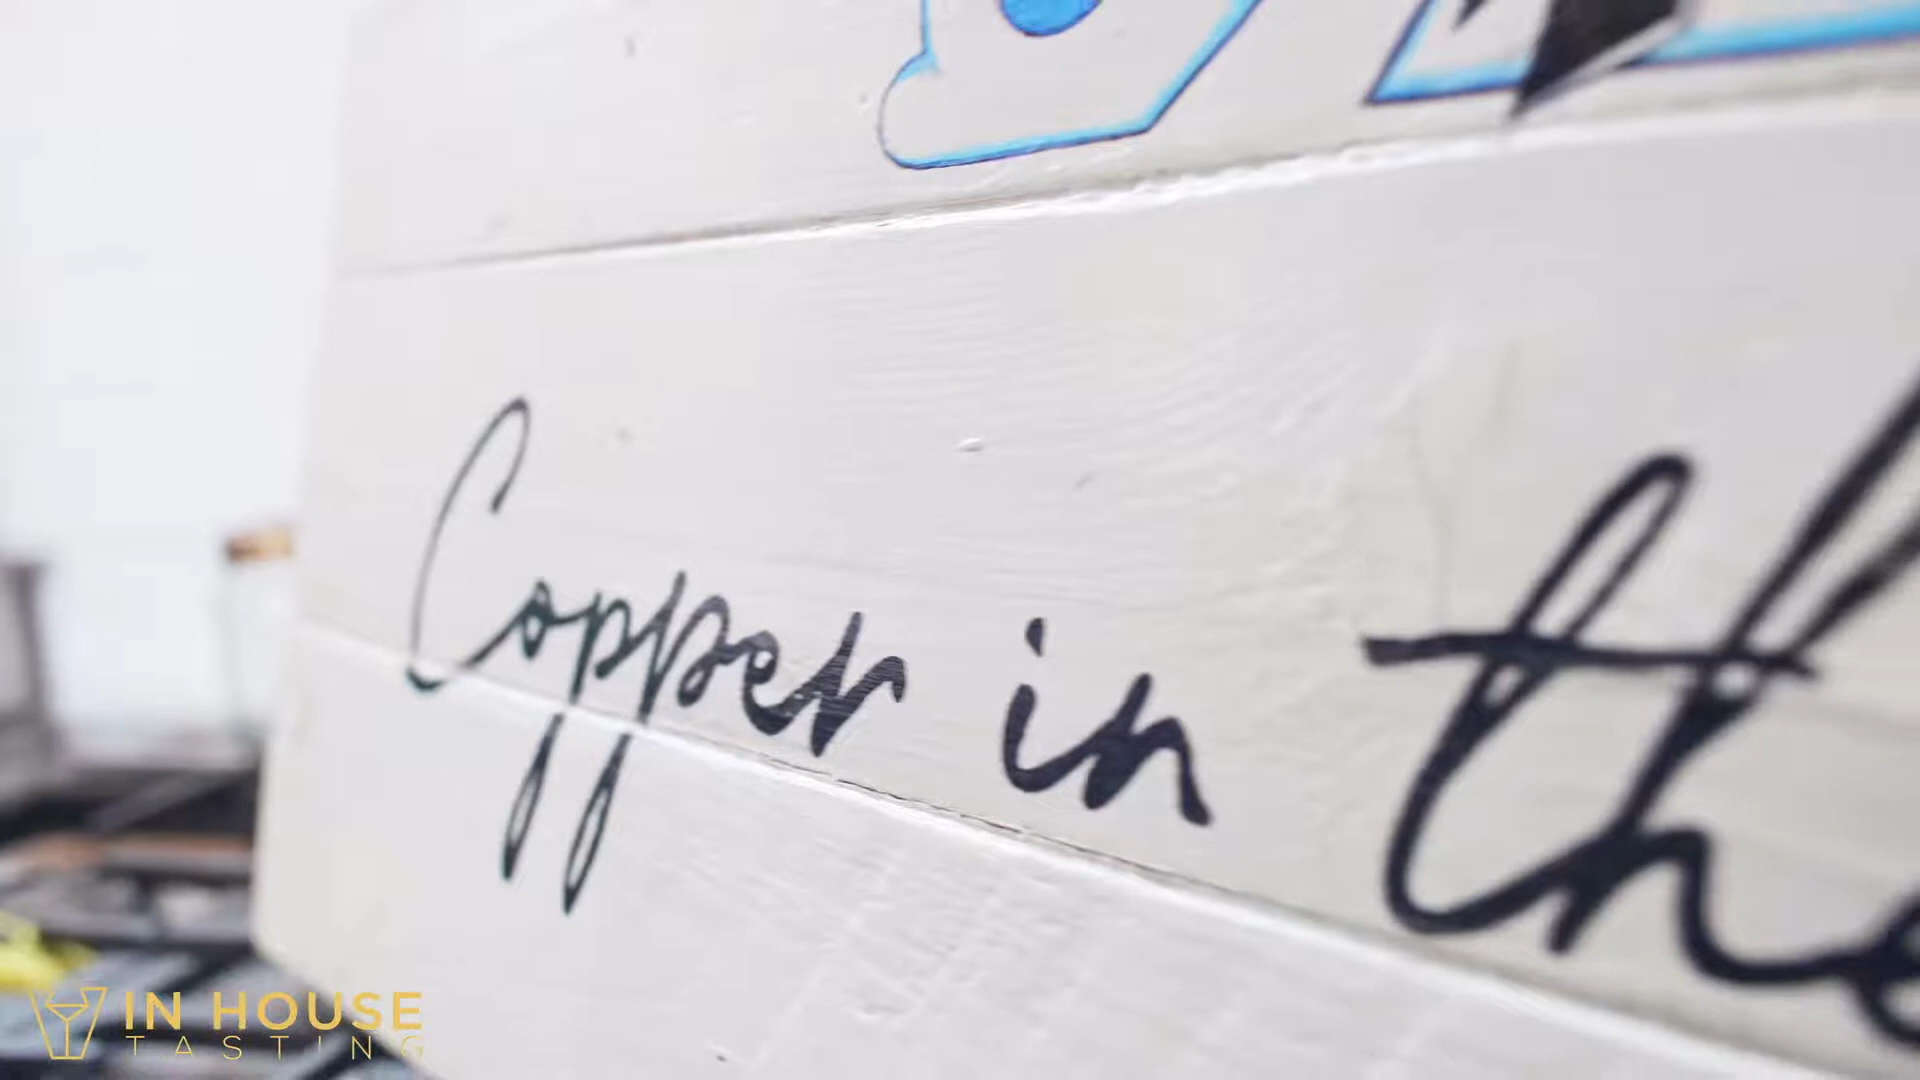 Copper in the
IN HOUSE
TASTING